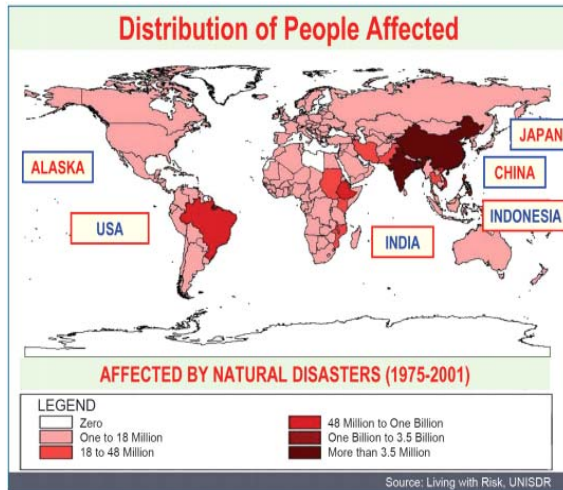 Distribution of People Affected
JAPAN
ALASKA
CHINA
USA
INDIA
INDONESIA
AFFECTED BY NATURAL DISASTERS (1975-2001)
LEGEND
Zero
One to 18 Million
18 to 48 Million
48 Million to One Billion
One Billion to 3.5 Billion
More than 3.5 Million
Source: Living with Risk, UNISDR